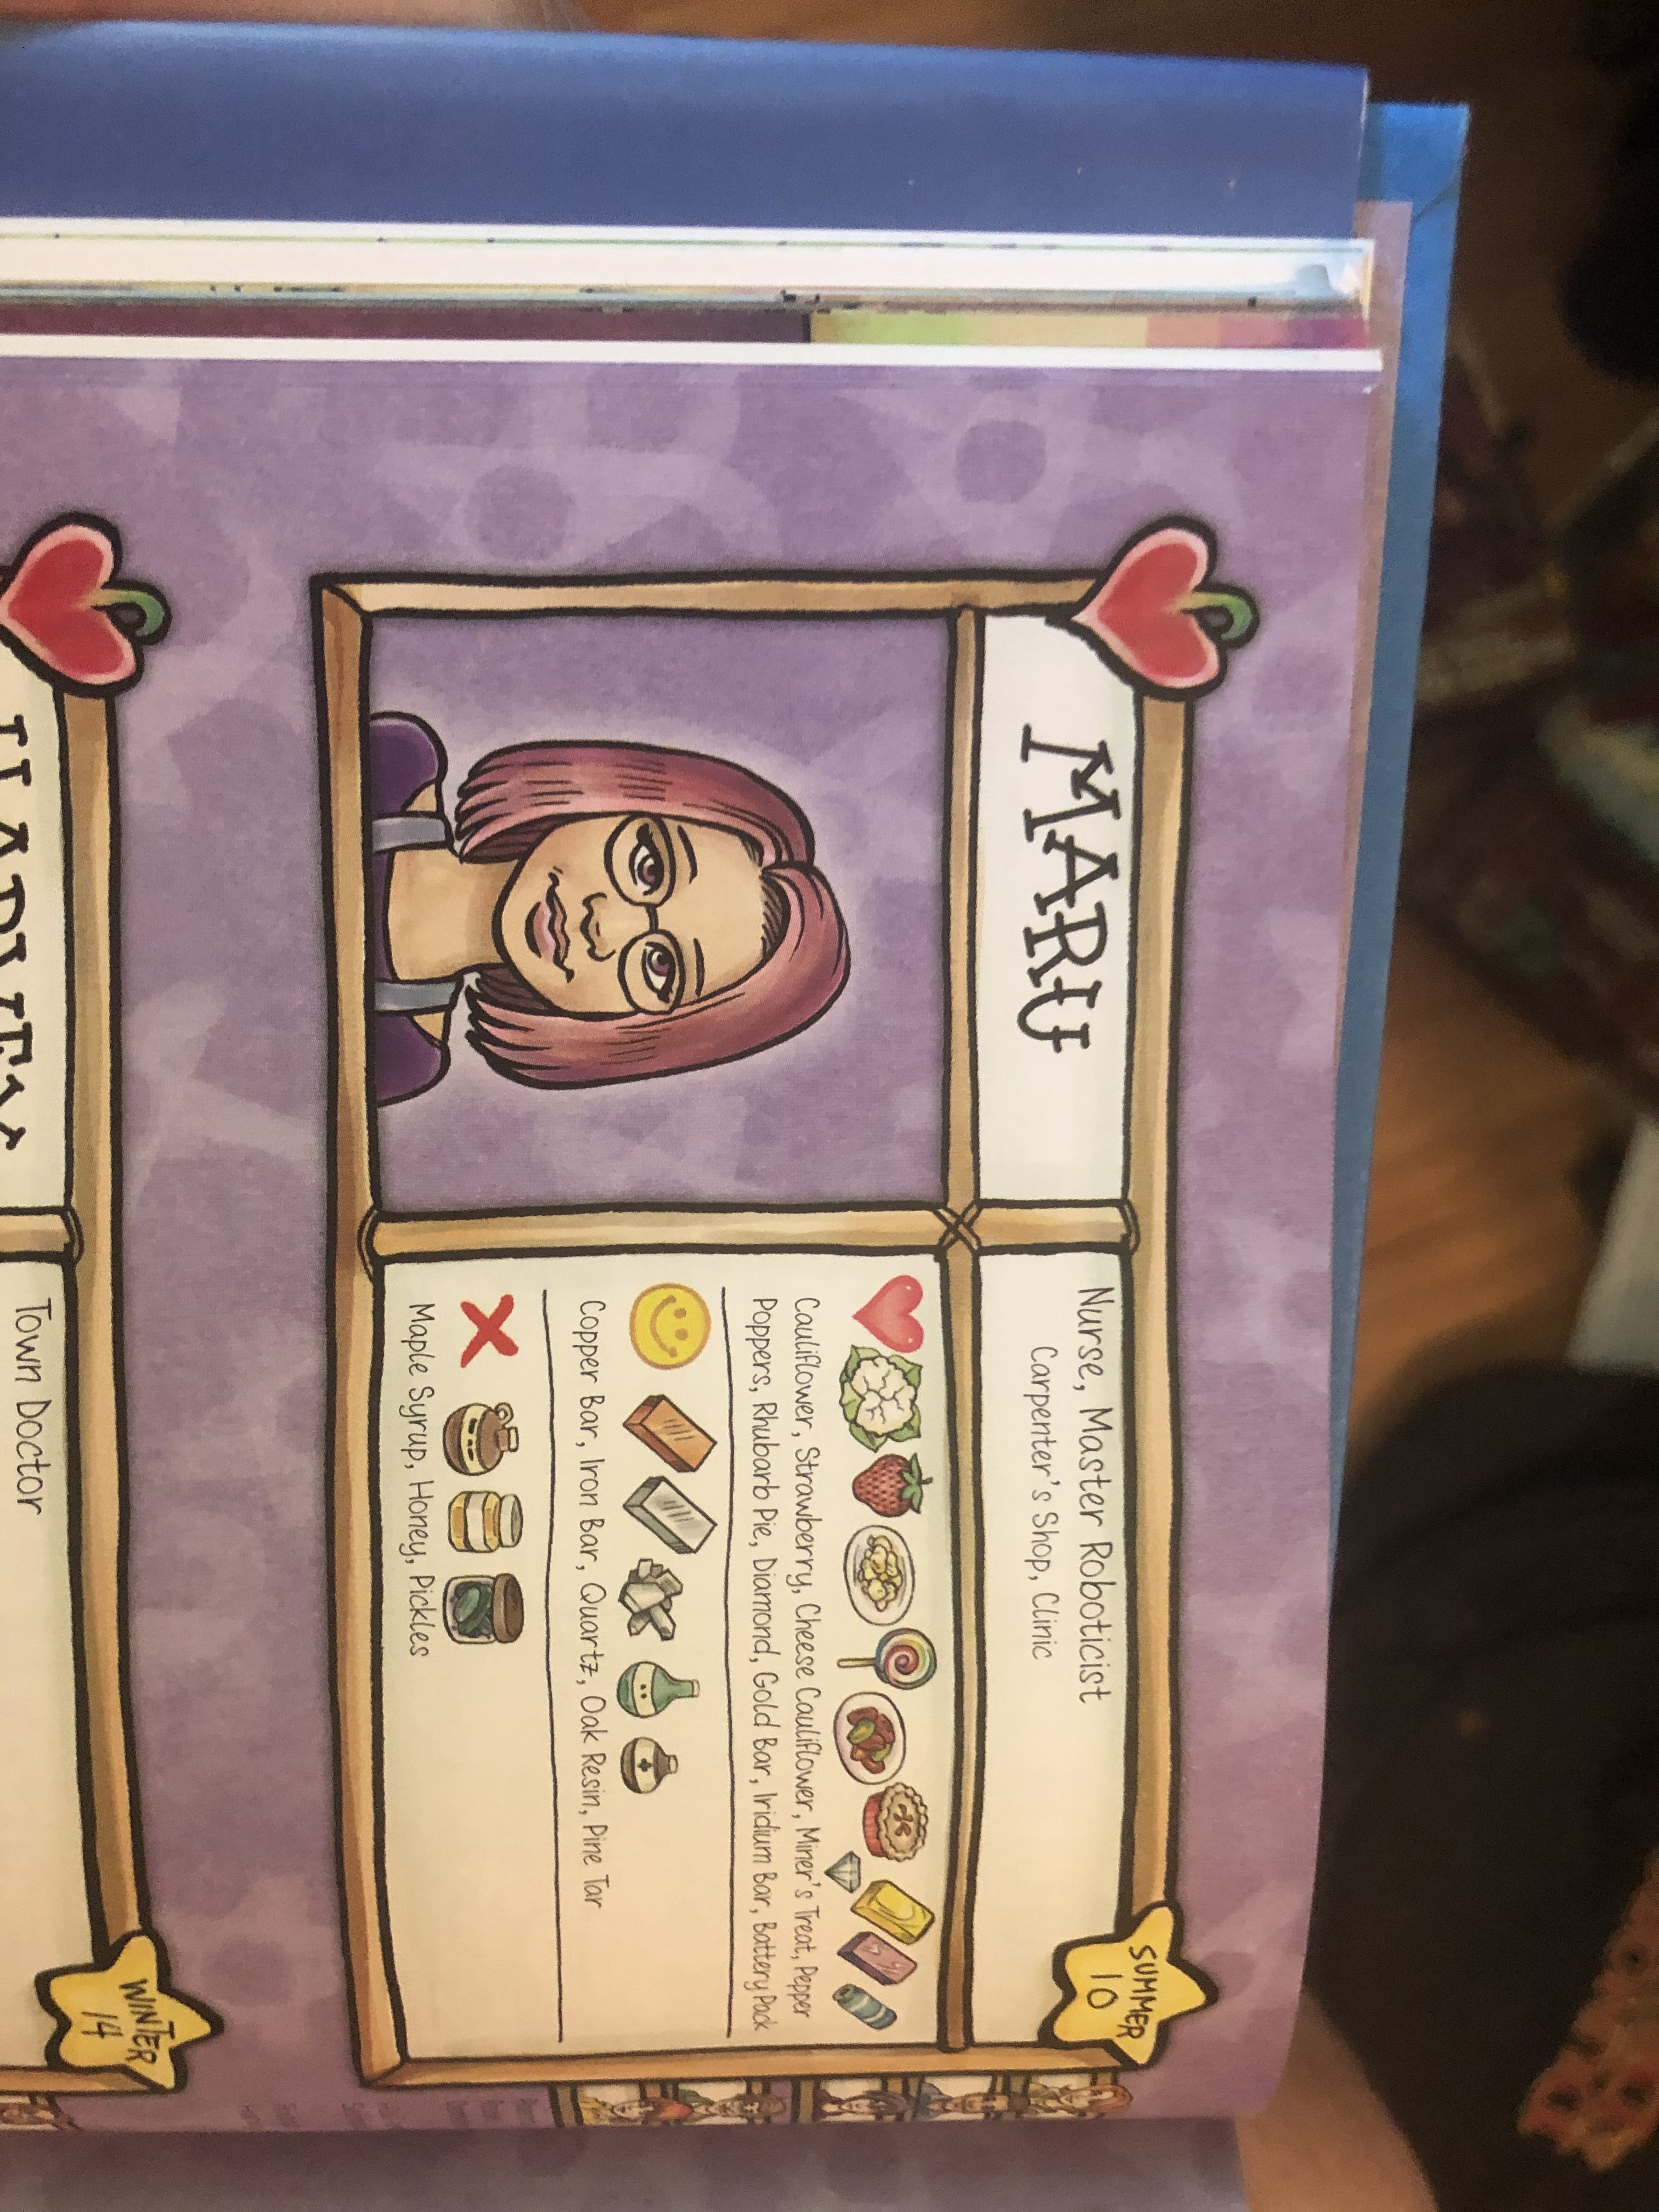 MARU
Nurse, Master Roboticist
Carpenter's Shop, Clinic
SUMMER
10
Cauliflower, Strawberry, Cheese Cauliflower, Miner's Treat, Pepper
Poppers, Rhubarb Pie, Diamond, Gold Bar, Iridium Bar, Battery Pack
Copper Bar, Iron Bar, Quartz, Oak Resin, Pine Tar
Maple Syrup, Honey, Pickles
HARVEY
Town Doctor
WINTER
14